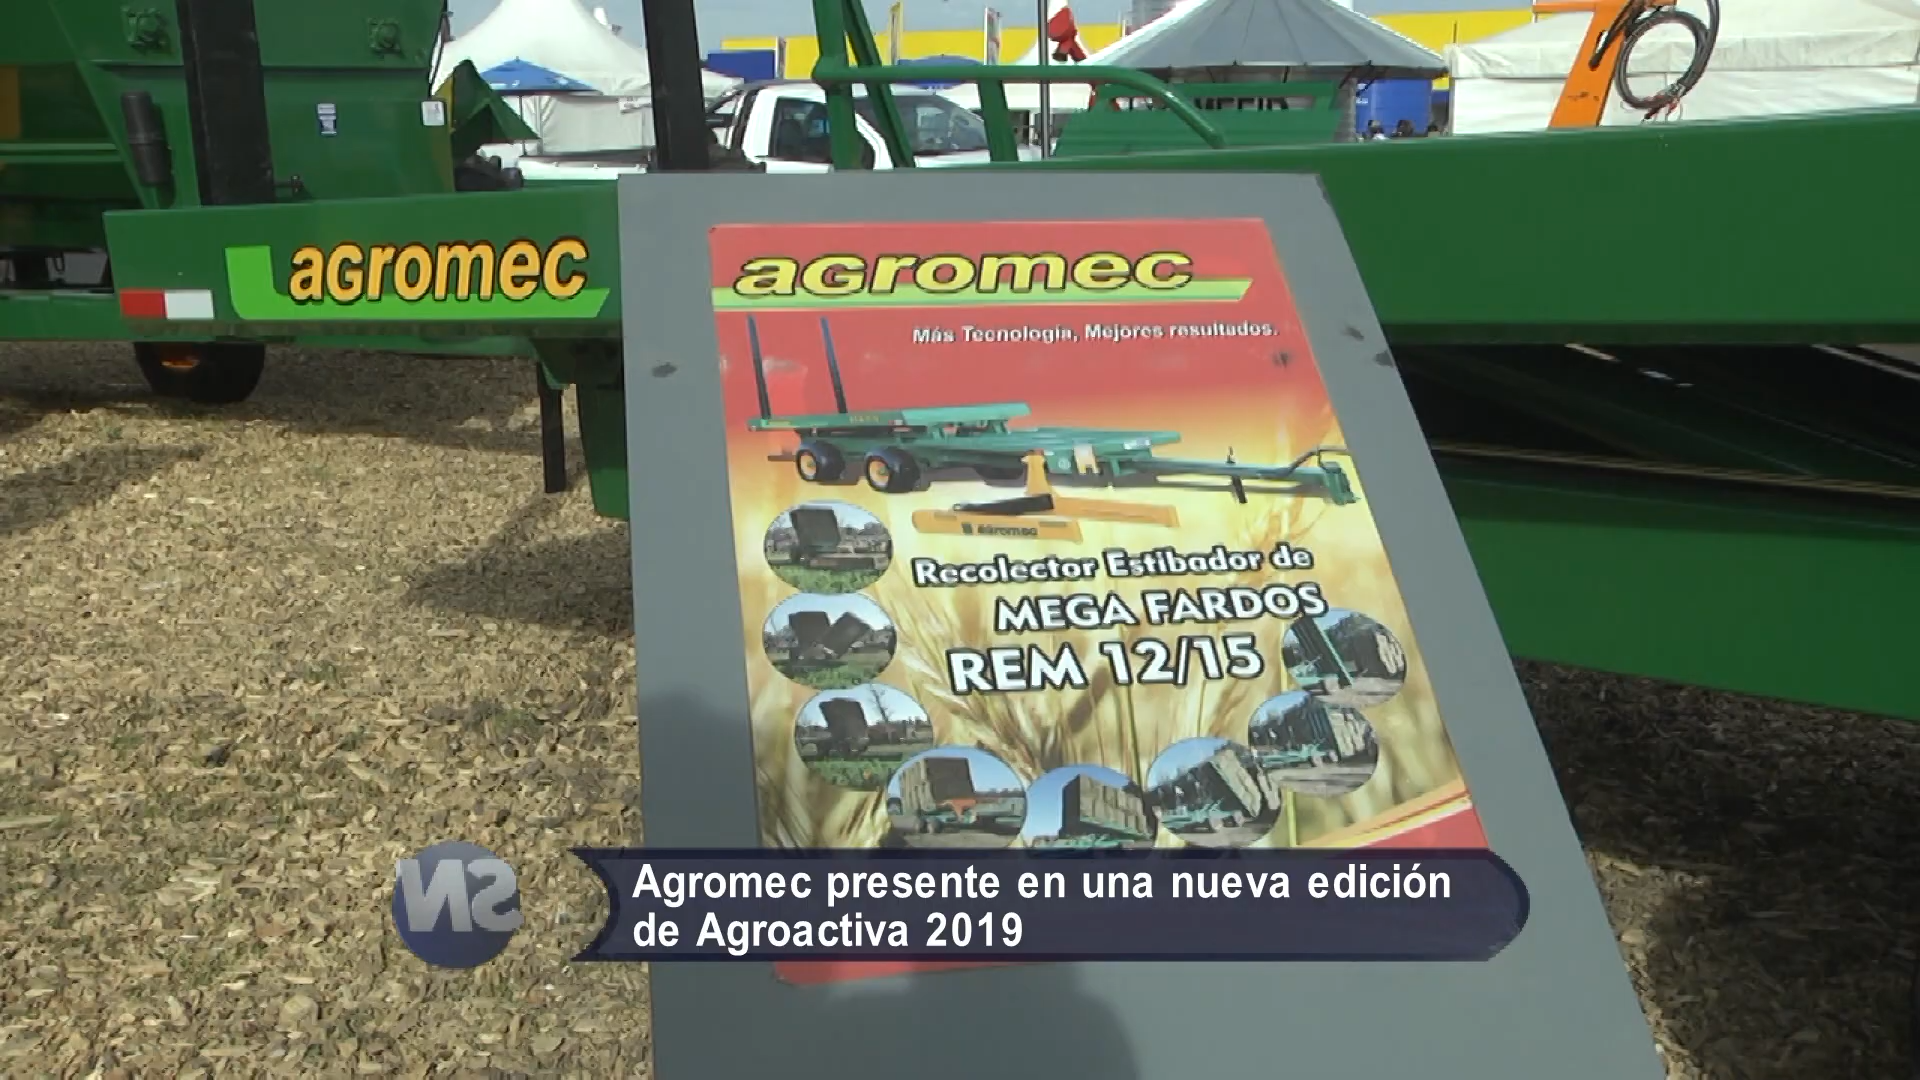 agromec
agromec
Más Tecnología, Mejores resultados.
agromec
Recolector Estibador de
MEGA FARDOS
REM 12/15
Agromec presente en una nueva edición
de Agroactiva 2019